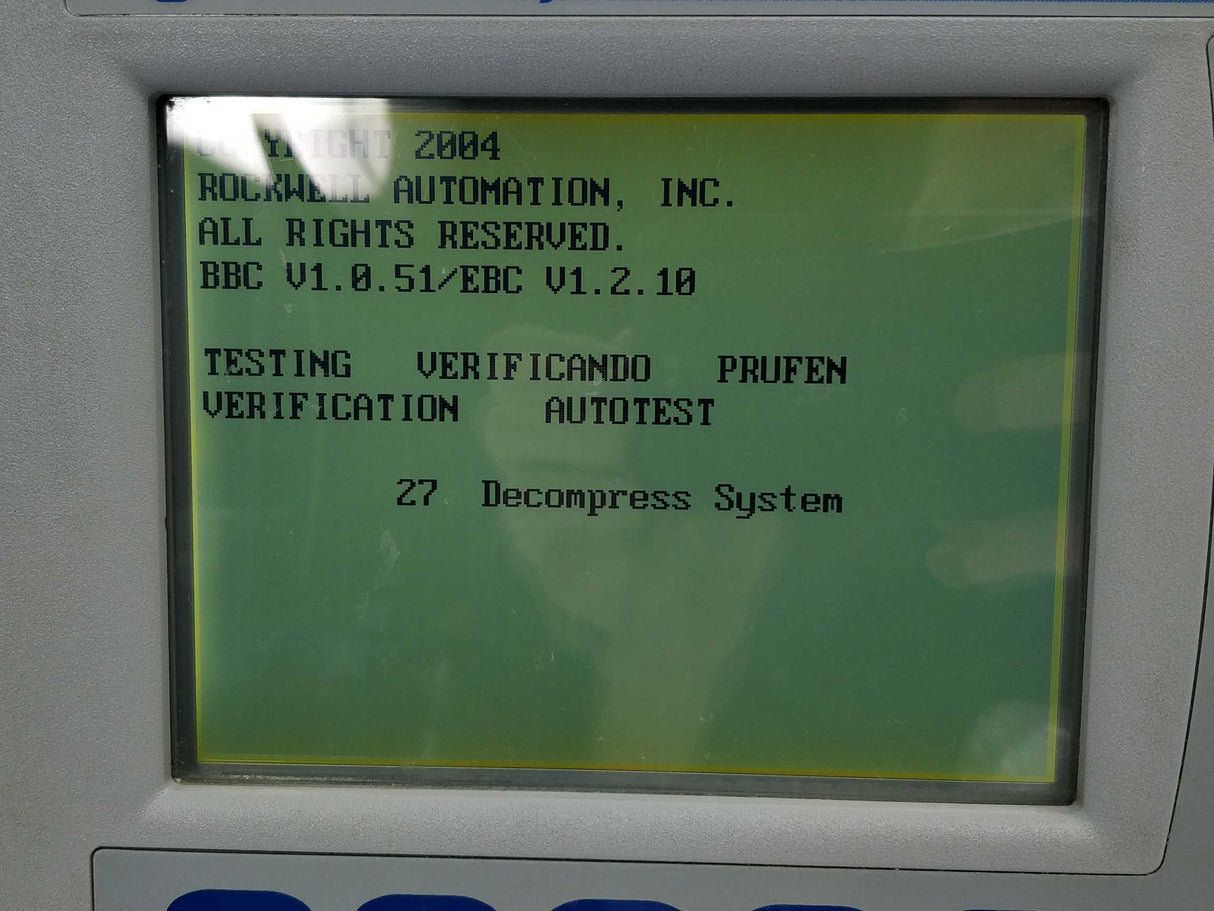 COPYRIGHT 2004
ROCKWELL AUTOMATION, INC.
ALL RIGHTS RESERVED.
BBC V1.0.51/EBC V1.2.10
TESTING VERIFICANDO PRUFEN
VERIFICATION AUTOTEST
27 Decompress System